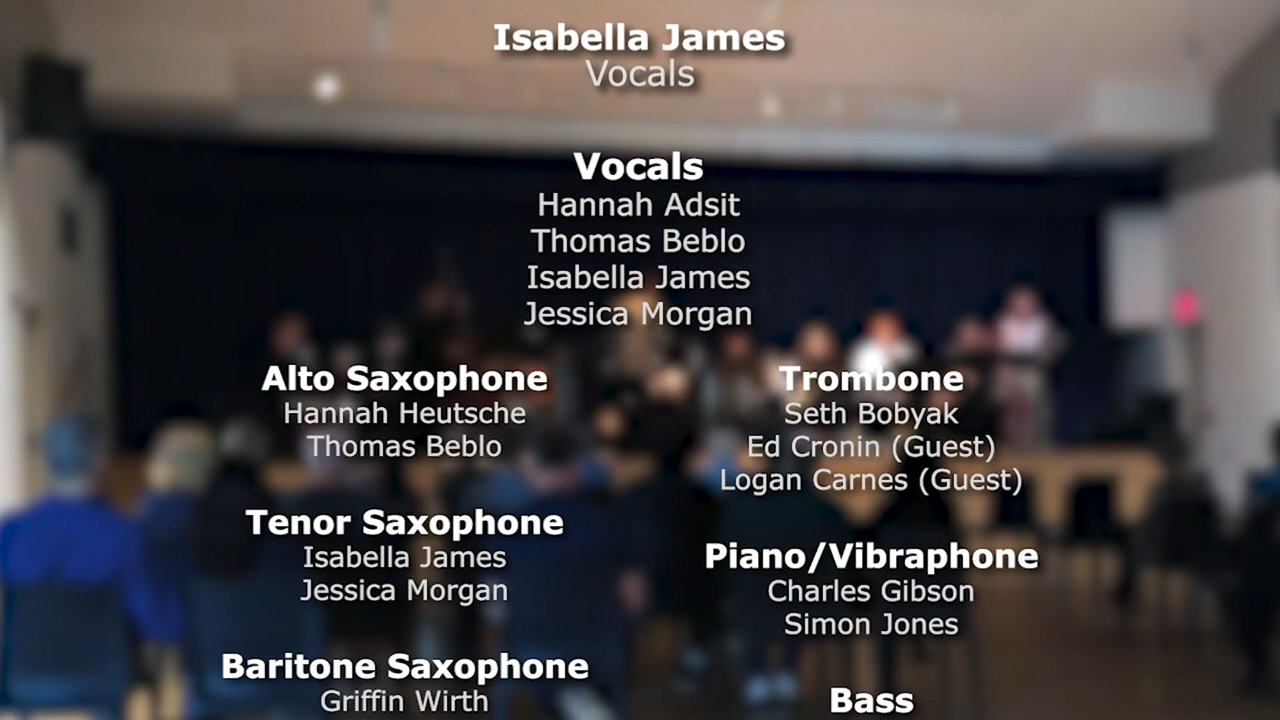 Isabella James
Vocals
Vocals
Hannah Adsit
Thomas Beblo
Isabella James
Jessica Morgan
Alto Saxophone
Hannah Heutsche
Thomas Beblo
Tenor Saxophone
Isabella James
Jessica Morgan
Baritone Saxophone
Griffin Wirth
Trombone
Seth Bobyak
Ed Cronin (Guest)
Logan Carnes (Guest)
Piano/Vibraphone
Charles Gibson
Simon Jones
Bass